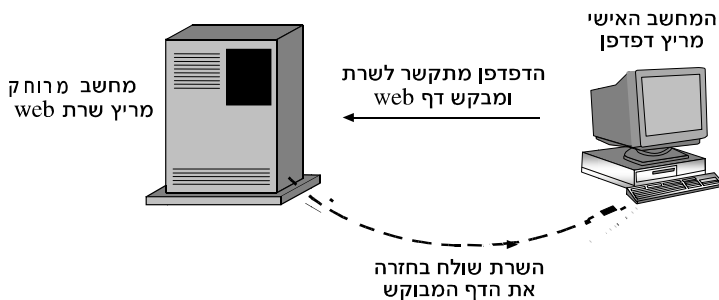 המחשב האישי
מריץ דפדפן
הדפדפן מתקשר לשרת
ומבקש דף web
מחשב מרוחק
מריץ שרת web
השרת שולח בחזרה
את הדף המבוקש